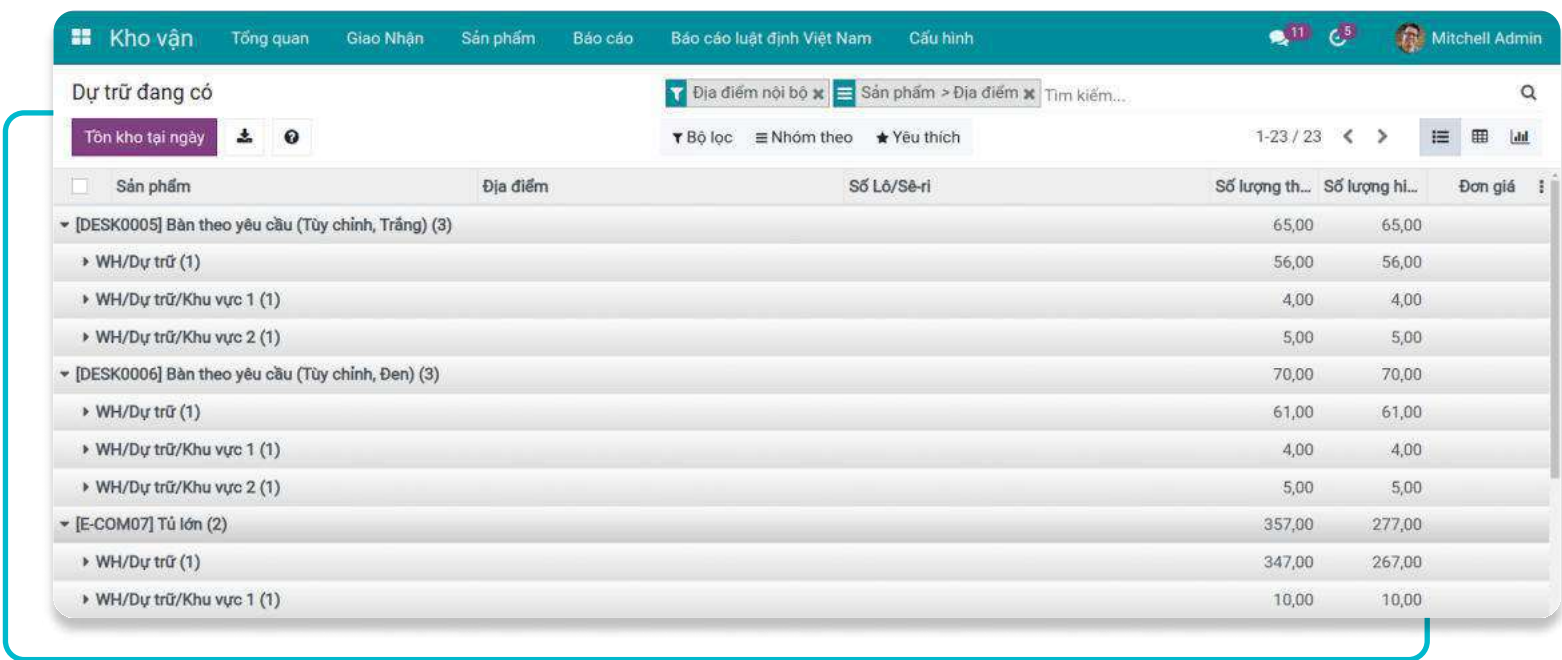 Kho vận Tổng quan Giao Nhận Sản phẩm Báo cáo Báo cáo luật định Việt Nam Cấu hình 11 5 Mitchell Admin
Dự trữ đang có Địa điểm nội bộ Sản phẩm > Địa điểm Tìm kiếm...
Tồn kho tại ngày Bộ lọc Nhóm theo Yêu thích 1-23 / 23
Sản phẩm Địa điểm Số Lô/Sê-ri Số lượng th... Số lượng hi... Đơn giá
[DESK0005] Bàn theo yêu cầu (Tùy chỉnh, Trắng) (3) 65,00 65,00
WH/Dự trữ (1) 56,00 56,00
WH/Dự trữ/Khu vực 1 (1) 4,00 4,00
WH/Dự trữ/Khu vực 2 (1) 5,00 5,00
[DESK0006] Bàn theo yêu cầu (Tùy chỉnh, Đen) (3) 70,00 70,00
WH/Dự trữ (1) 61,00 61,00
WH/Dự trữ/Khu vực 1 (1) 4,00 4,00
WH/Dự trữ/Khu vực 2 (1) 5,00 5,00
[E-COM07] Tủ lớn (2) 357,00 277,00
WH/Dự trữ (1) 347,00 267,00
WH/Dự trữ/Khu vực 1 (1) 10,00 10,00